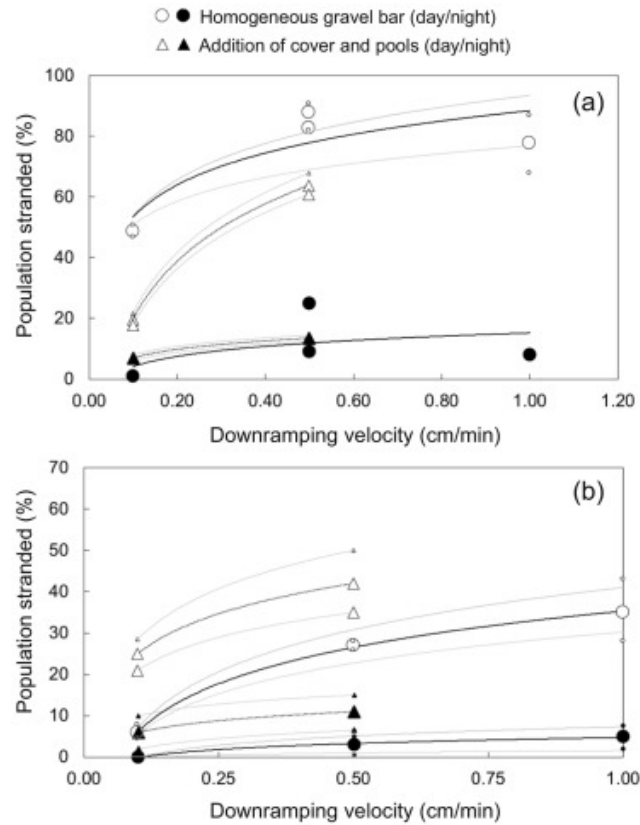 Homogeneous gravel bar (day/night)
Addition of cover and pools (day/night)
(a)
Population stranded (%)
100
80
60
40
20
0
0.00 0.20 0.40 0.60 0.80 1.00 1.20
Downramping velocity (cm/min)
(b)
Population stranded (%)
70
60
50
40
30
20
10
0
0.00 0.25 0.50 0.75 1.00
Downramping velocity (cm/min)